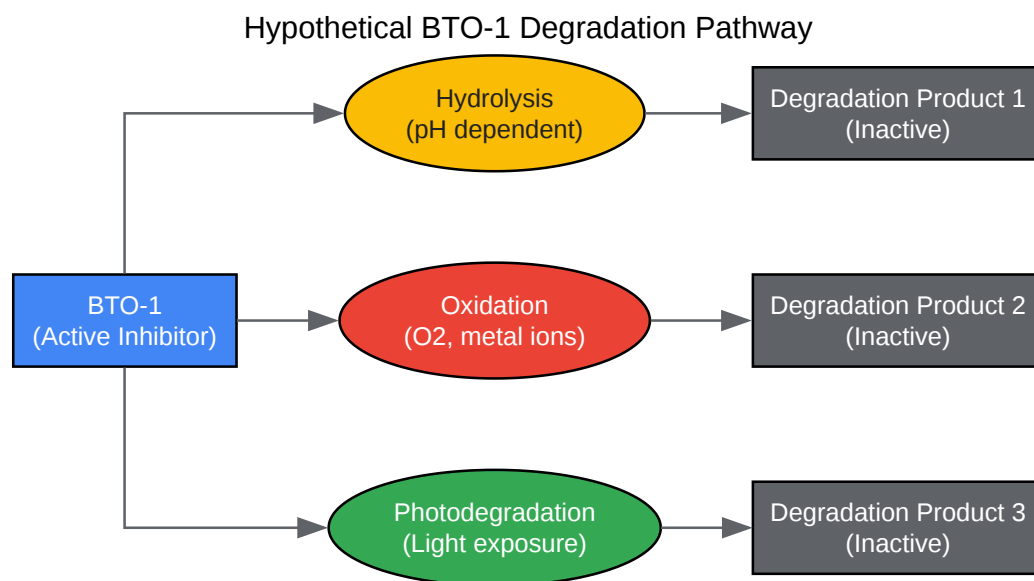 Hypothetical BTO-1 Degradation Pathway
Hydrolysis
(pH dependent)
Degradation Product 1
(Inactive)
BTO-1
(Active Inhibitor)
Oxidation
(O2, metal ions)
Degradation Product 2
(Inactive)
Photodegradation
(Light exposure)
Degradation Product 3
(Inactive)